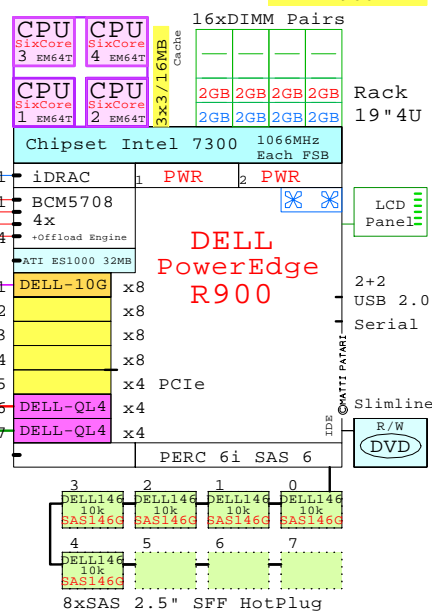 16xDIMM Pairs
CPU CPU
SixCore SixCore
3 EM64T 4 EM64T
CPU CPU
SixCore SixCore
1 EM64T 2 EM64T
3x3/16MB
Cache
2GB 2GB 2GB 2GB
2GB 2GB 2GB 2GB
Rack
19"4U
Chipset Intel 7300
1066MHz
Each FSB
iDRAC
1 PWR 2 PWR
BCM5708
4x
+Offload Engine
ATI ES1000 32MB
LCD
Panel
DELL
PowerEdge
R900
DELL-10G x8
x8
x8
x8
x4 PCIe
DELL-QL4 x4
DELL-QL4 x4
2+2
USB 2.0
Serial
©MATTI PATARI
IDE
Slimline
R/W
DVD
PERC 6i SAS 6
3 2 1 0
DELL146 DELL146 DELL146 DELL146
10k 10k 10k 10k
SAS146G SAS146G SAS146G SAS146G
4 5 6 7
DELL146
10k
SAS146G
8xSAS 2.5" SFF HotPlug